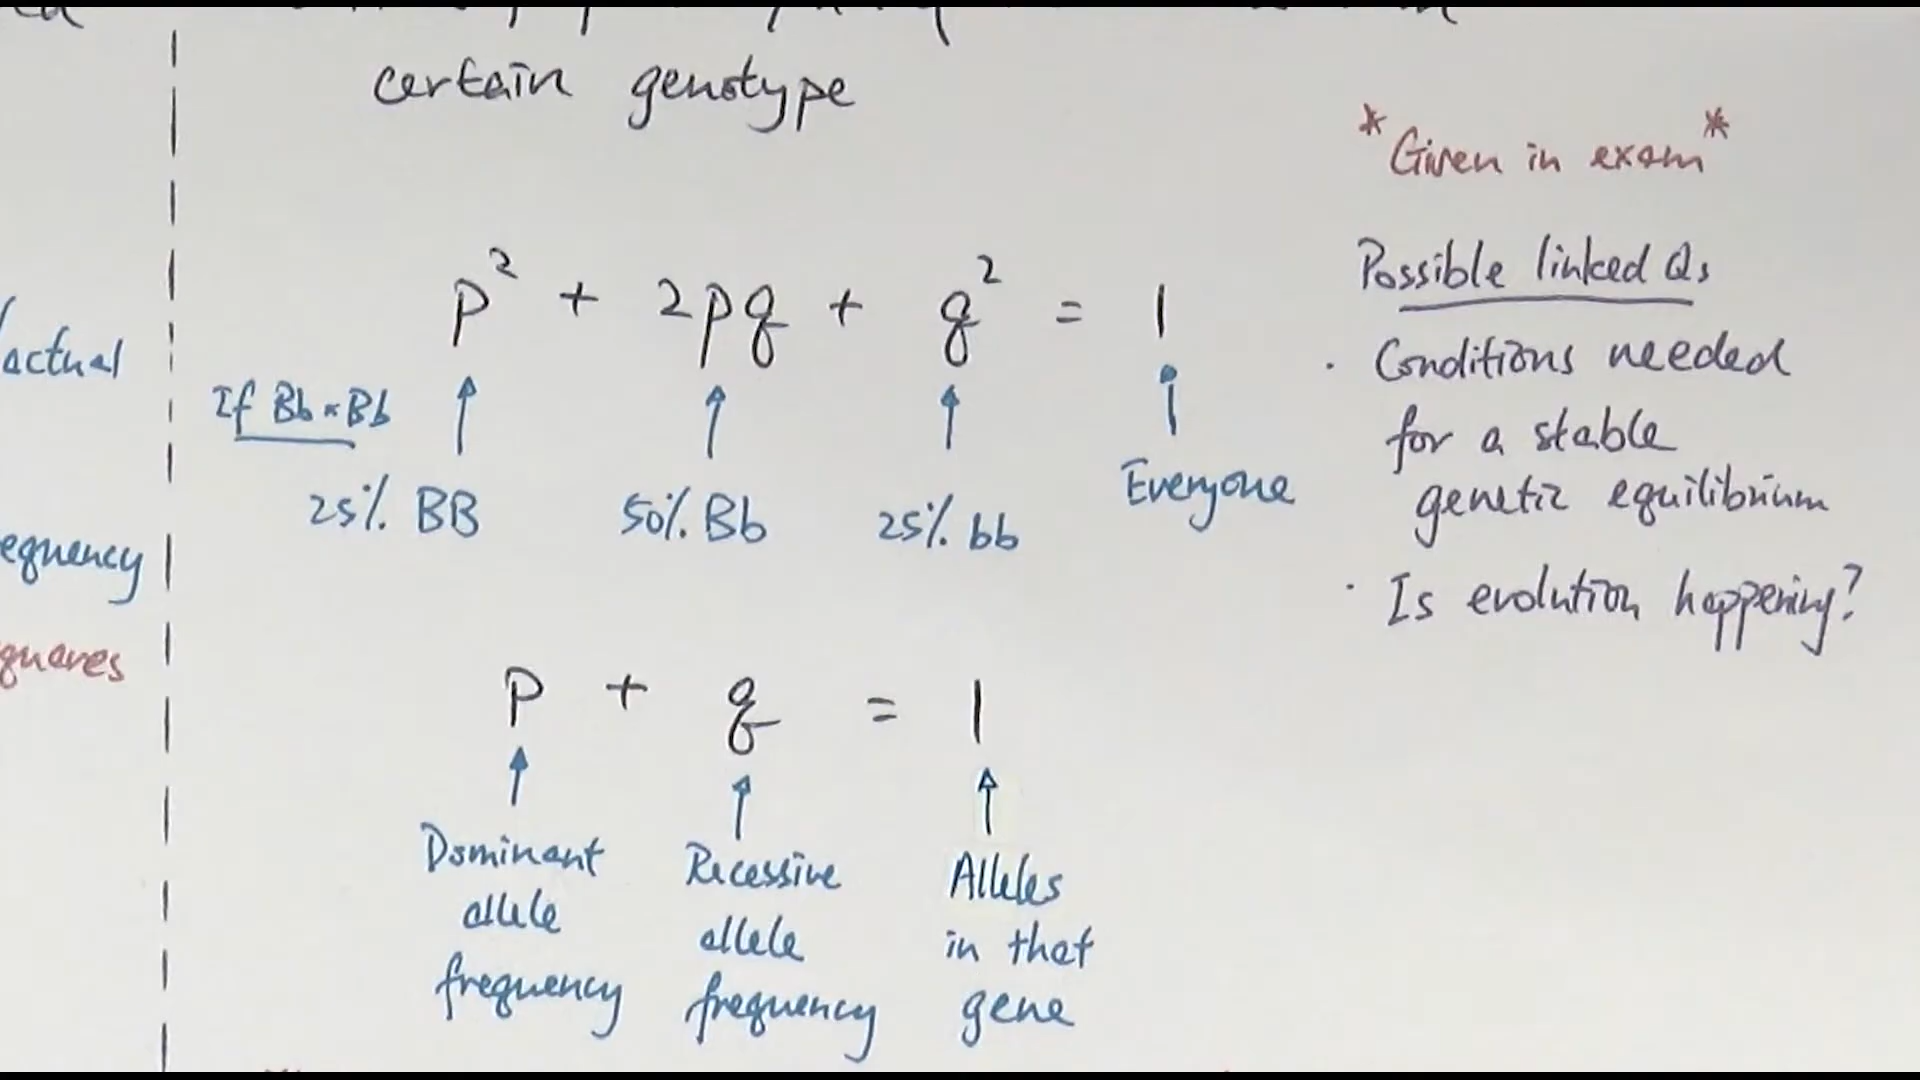 certain genotype
*Given in exam*
p² + 2pq + q² = 1
If Bb × Bb
25% BB
50% Bb
25% bb
Everyone
p + q = 1
Dominant
allele
frequency
Recessive
allele
frequency
Alleles
in that
gene
Possible linked Qs
· Conditions needed
for a stable
genetic equilibrium
· Is evolution happening?
/actual
equency
quares